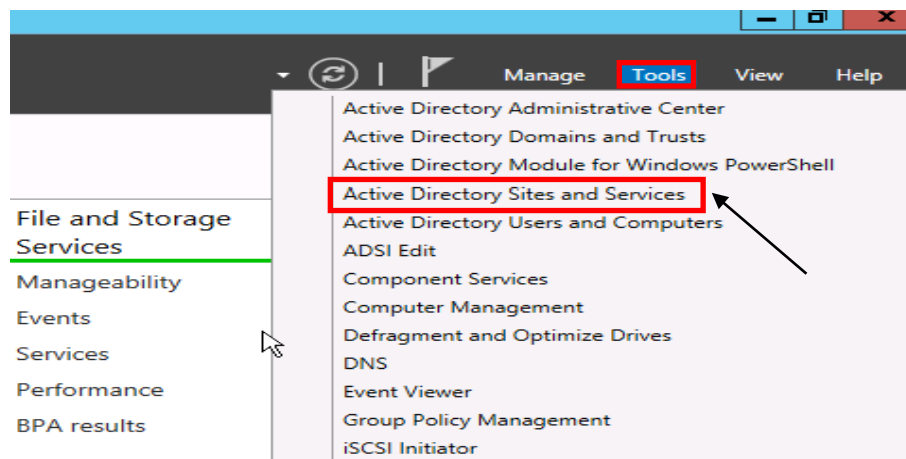 Manage Tools View Help
Active Directory Administrative Center
Active Directory Domains and Trusts
Active Directory Module for Windows PowerShell
Active Directory Sites and Services
Active Directory Users and Computers
ADSI Edit
Component Services
Computer Management
Defragment and Optimize Drives
DNS
Event Viewer
Group Policy Management
iSCSI Initiator
File and Storage
Services
Manageability
Events
Services
Performance
BPA results